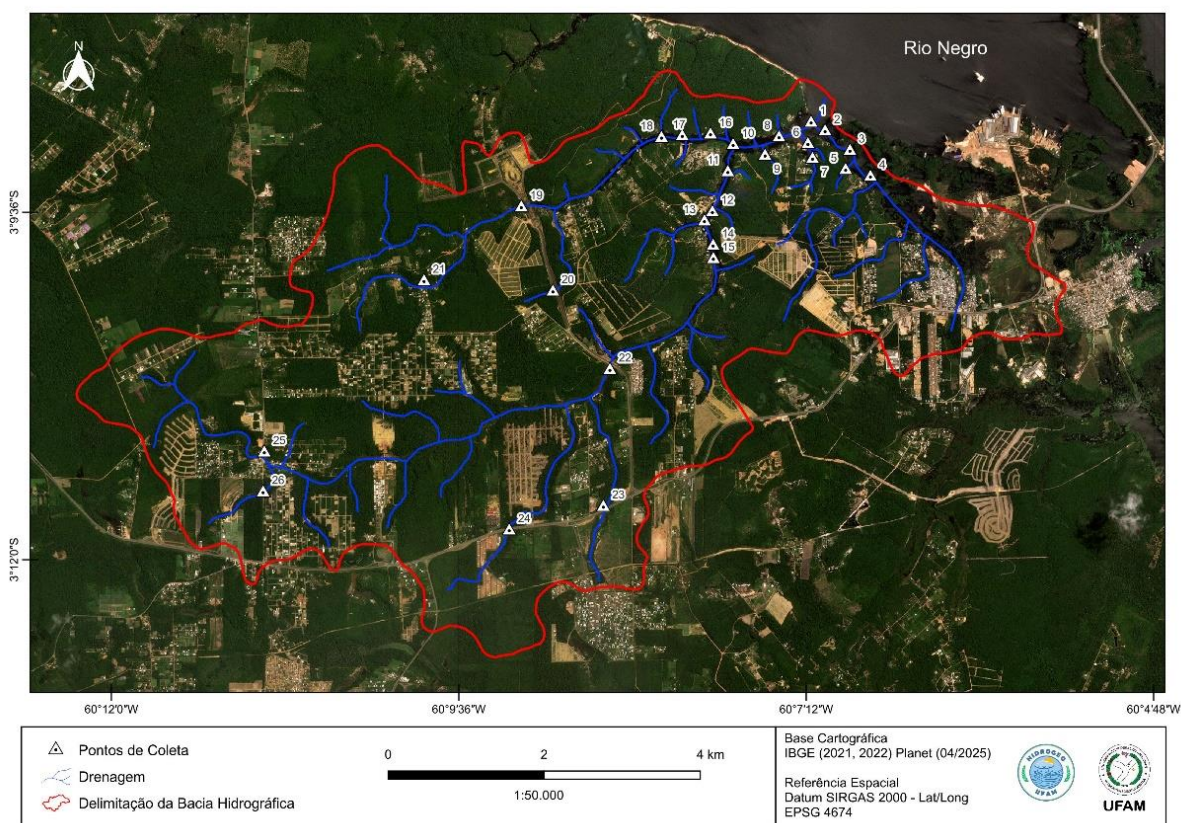 Rio Negro
N
1
2
3
4
5
6
7
8
9
10
11
12
13
14
15
16
17
18
19
20
21
22
23
24
25
26
3°9'36"S
3°12'0"S
60°12'0"W
60°9'36"W
60°7'12"W
60°4'48"W
Pontos de Coleta
Drenagem
Delimitação da Bacia Hidrográfica
0 2 4 km
1:50.000
Base Cartográfica
IBGE (2021, 2022) Planet (04/2025)
Referência Espacial
Datum SIRGAS 2000 - Lat/Long
EPSG 4674
HIDROGEO
UFAM
UFAM